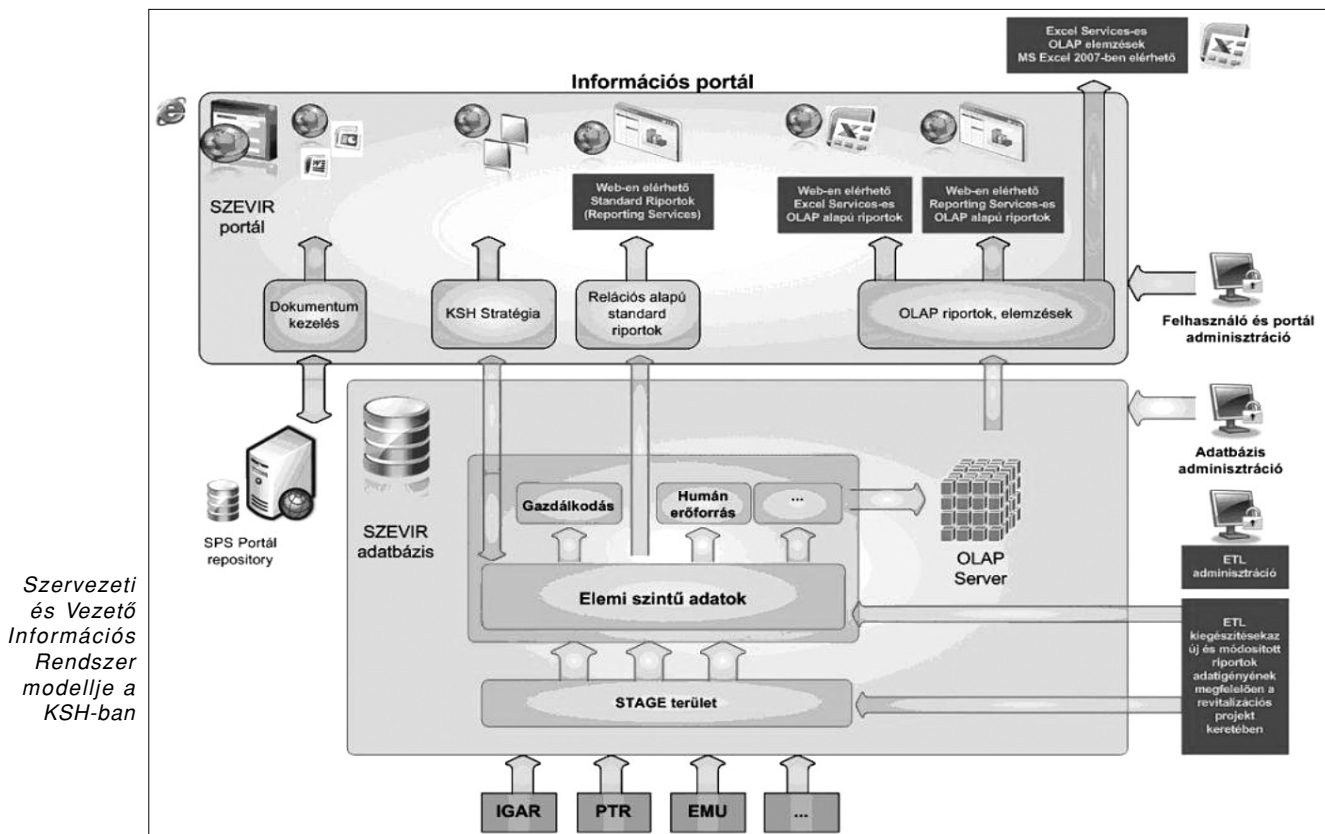 Excel Services-es
OLAP elemzések
MS Excel 2007-ben elérhető
Információs portál
SZEVIR
portál
Web-en elérhető
Standard Riportok
(Reporting Services)
Web-en elérhető
Excel Services-es
OLAP alapú riportok
Web-en elérhető
Reporting Services-es
OLAP alapú riportok
Dokumentum
kezelés
KSH Stratégia
Relációs alapú
standard
riportok
OLAP riportok, elemzések
Felhasználó és portál
adminisztráció
SPS Portál
repository
SZEVIR
adatbázis
Gazdálkodás
Humán
erőforrás
...
OLAP
Server
Adatbázis
adminisztráció
ETL
adminisztráció
Elemi szintű adatok
STAGE terület
ETL
kiegészítésekaz
új és módosított
riportok
adatigényének
megfelelően a
revitalizációs
projekt
keretében
IGAR
PTR
EMU
...
Szervezeti
és Vezető
Információs
Rendszer
modellje a
KSH-ban